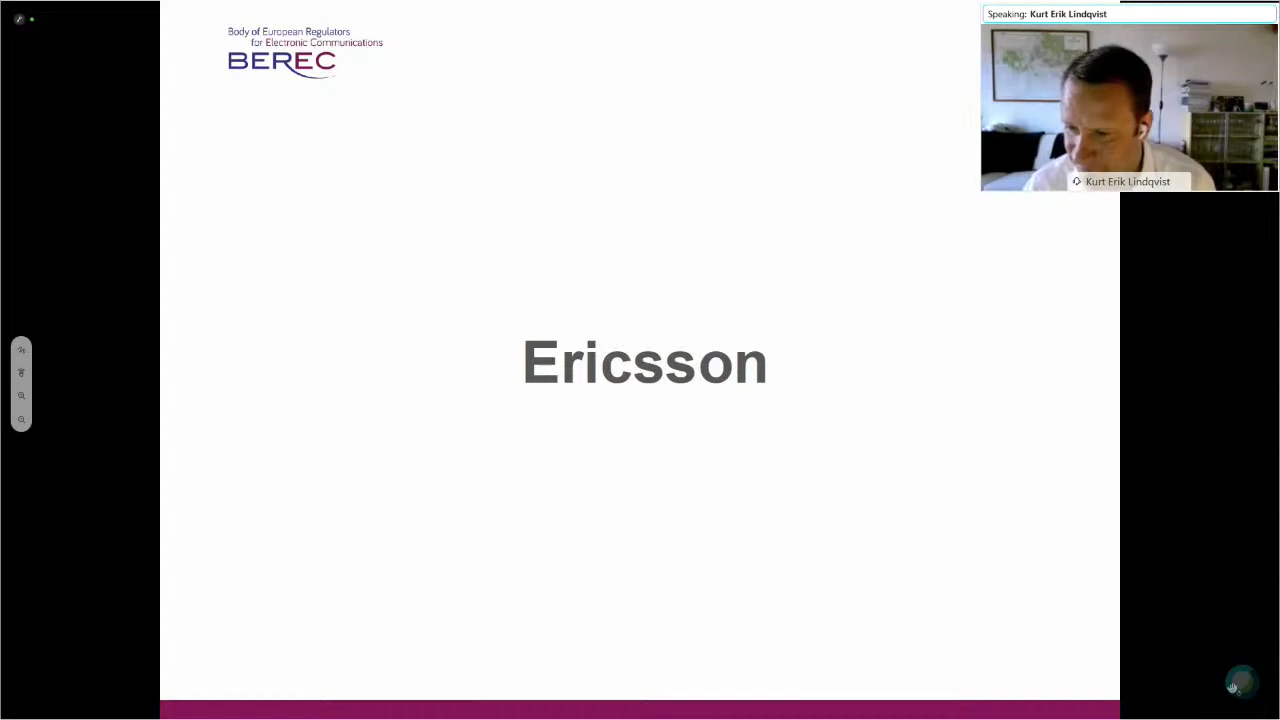 Body of European Regulators
for Electronic Communications
BEREC
Speaking: Kurt Erik Lindqvist
Kurt Erik Lindqvist
Ericsson